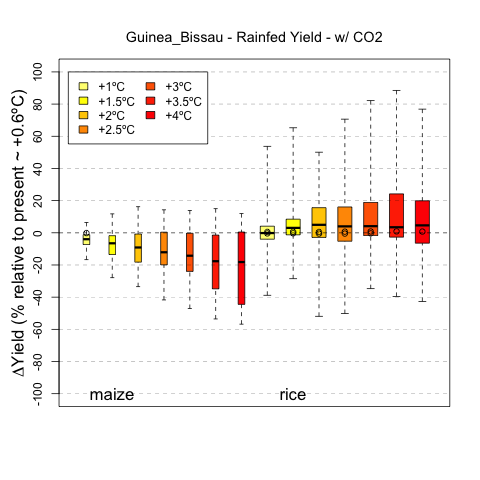 Guinea_Bissau - Rainfed Yield - w/ CO2
ΔYield (% relative to present ~ +0.6ºC)
100
80
60
40
20
0
-20
-40
-60
-80
-100
+1ºC
+1.5ºC
+2ºC
+2.5ºC
+3ºC
+3.5ºC
+4ºC
maize
rice